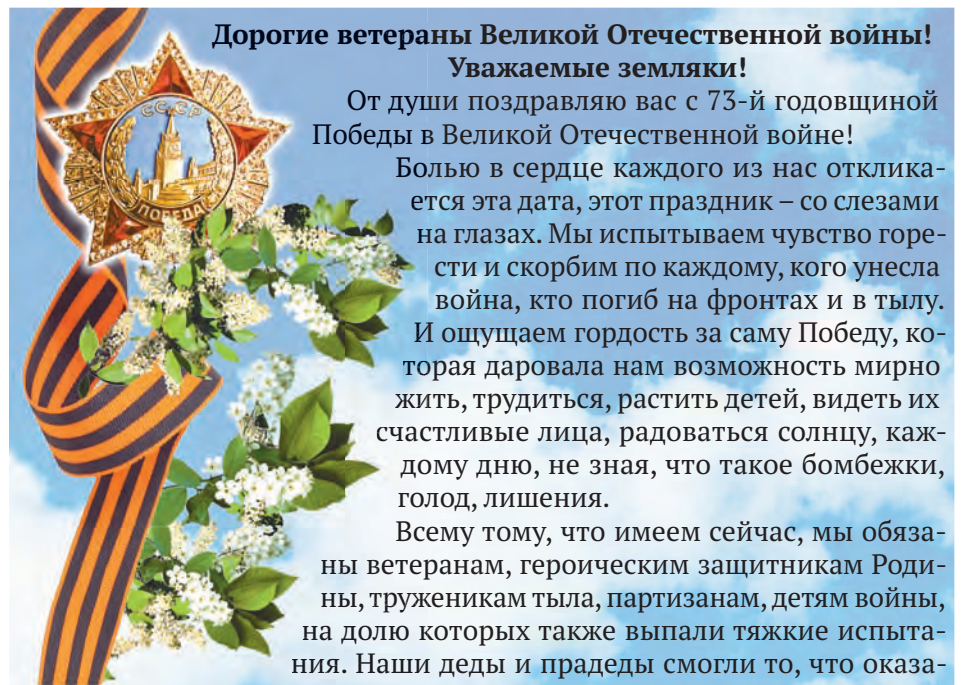 Дорогие ветераны Великой Отечественной войны!
Уважаемые земляки!
От души поздравляю вас с 73-й годовщиной
Победы в Великой Отечественной войне!
Болью в сердце каждого из нас отклика-
ется эта дата, этот праздник – со слезами
на глазах. Мы испытываем чувство горе-
сти и скорбим по каждому, кого унесла
война, кто погиб на фронтах и в тылу.
И ощущаем гордость за саму Победу, ко-
торая даровала нам возможность мирно
жить, трудиться, растить детей, видеть их
счастливые лица, радоваться солнцу, каж-
дому дню, не зная, что такое бомбежки,
голод, лишения.
Всему тому, что имеем сейчас, мы обяза-
ны ветеранам, героическим защитникам Роди-
ны, труженикам тыла, партизанам, детям войны,
на долю которых также выпали тяжкие испыта-
ния. Наши деды и прадеды смогли то, что оказа-
СССР
ПОБЕДА